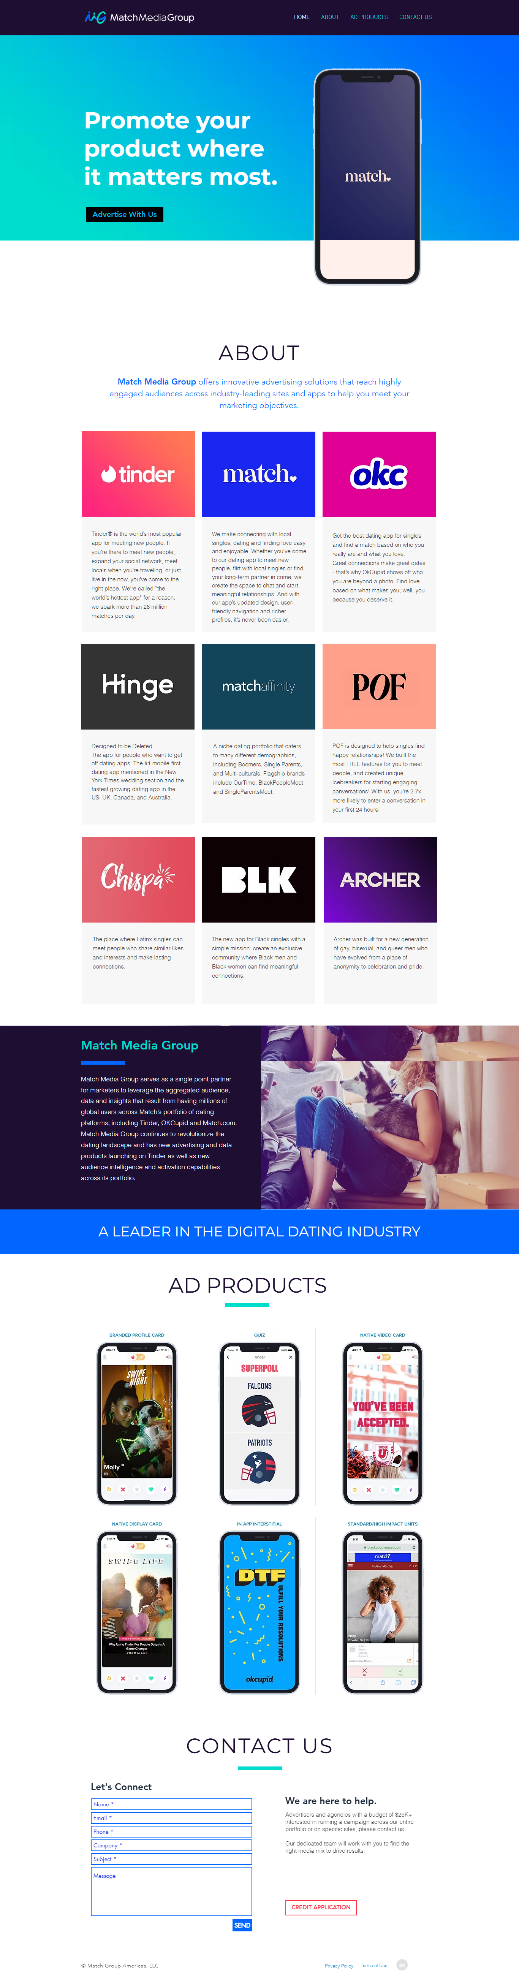 MG MatchMediaGroup
HOME ABOUT AD PRODUCTS CONTACT US
Promote your
product where
it matters most.
match
Advertise With Us
ABOUT
Match Media Group offers innovative advertising solutions that reach highly
engaged audiences across industry-leading sites and apps to help you meet your
marketing objectives.
tinder
Tinder® is the world's most popular
app for meeting new people. If
you're there to meet new people,
expand your social network, meet
locals when you're traveling, or just
live in the now, you've come to the
right place. We're called "the
world's hottest app" for a reason:
we spark more than 26 million
matches per day.
match
We make connecting with local
singles, dating and finding love easy
and enjoyable. Whether you've come
to our dating app to meet new
people, flirt with local singles or find
your long-term partner in crime, we
create the space to chat and start
meaningful relationships. And with
our app's updated design, user-
friendly navigation and richer
profiles, it's never been easier.
okc
Get the best dating app for singles
and find a match based on who you
really are and what you love.
Great connections make great dates
- that's why OkCupid shows off who
you are beyond a photo. Find love
based on what makes you, well, you
because you deserve it.
Hinge
Designed to be Deleted
The app for people who want to get
off dating apps. The #1 mobile-first
dating app mentioned in the New
York Times wedding section and the
fastest growing dating app in the
US, UK, Canada, and Australia.
matchaffinity
A niche dating portfolio that caters
to many different demographics,
including Boomers, Single Parents,
and Multi-culturals. Flagship brands
include OurTime, BlackPeopleMeet
and SingleParentsMeet.
POF
POF is designed to help singles find
happy relationships! We built the
most FREE features for you to meet
people, and created unique
icebreakers for starting engaging
conversations! With us, you're 2.7x
more likely to enter a conversation in
your first 24 hours.
Chispa
The place where Latinx singles can
meet people who share similar likes
and interests and make lasting
connections.
BLK
The new app for Black singles with a
simple mission: create an exclusive
community where Black men and
Black women can find meaningful
connections.
ARCHER
Archer was built for a new generation
of gay, bisexual, and queer men who
have evolved from a place of
anonymity to celebration and pride.
Match Media Group
Match Media Group serves as a single point partner
for marketers to leverage the aggregated audience,
data and insights that result from having millions of
global users across Match's portfolio of dating
platforms, including Tinder, OKCupid and Match.com.
Match Media Group continues to revolutionize the
dating landscape and has new advertising and data
products launching on Tinder as well as new
audience intelligence and activation capabilities
across its portfolio.
A LEADER IN THE DIGITAL DATING INDUSTRY
AD PRODUCTS
BRANDED PROFILE CARD
SWIPE
NIGHT
Molly
QUIZ
SUPERPOLL
FALCONS
PATRIOTS
NATIVE VIDEO CARD
YOU'VE BEEN
ACCEPTED.
NATIVE DISPLAY CARD
SWIPE LIFE
IN-APP INTERSTITIAL
DTF
ULFILL YOUR RESOLUTIONS
okcupid
STANDARD/HIGH IMPACT UNITS
CONTACT US
Let's Connect
Name *
Email *
Phone *
Company *
Subject *
Message
SEND
We are here to help.
Advertisers and agencies with a budget of $25K+
interested in running a campaign across our entire
portfolio or on specific sites, please contact us.
Our dedicated team will work with you to find the
right media mix to drive results.
CREDIT APPLICATION
© Match Group Americas, LLC
Privacy Policy